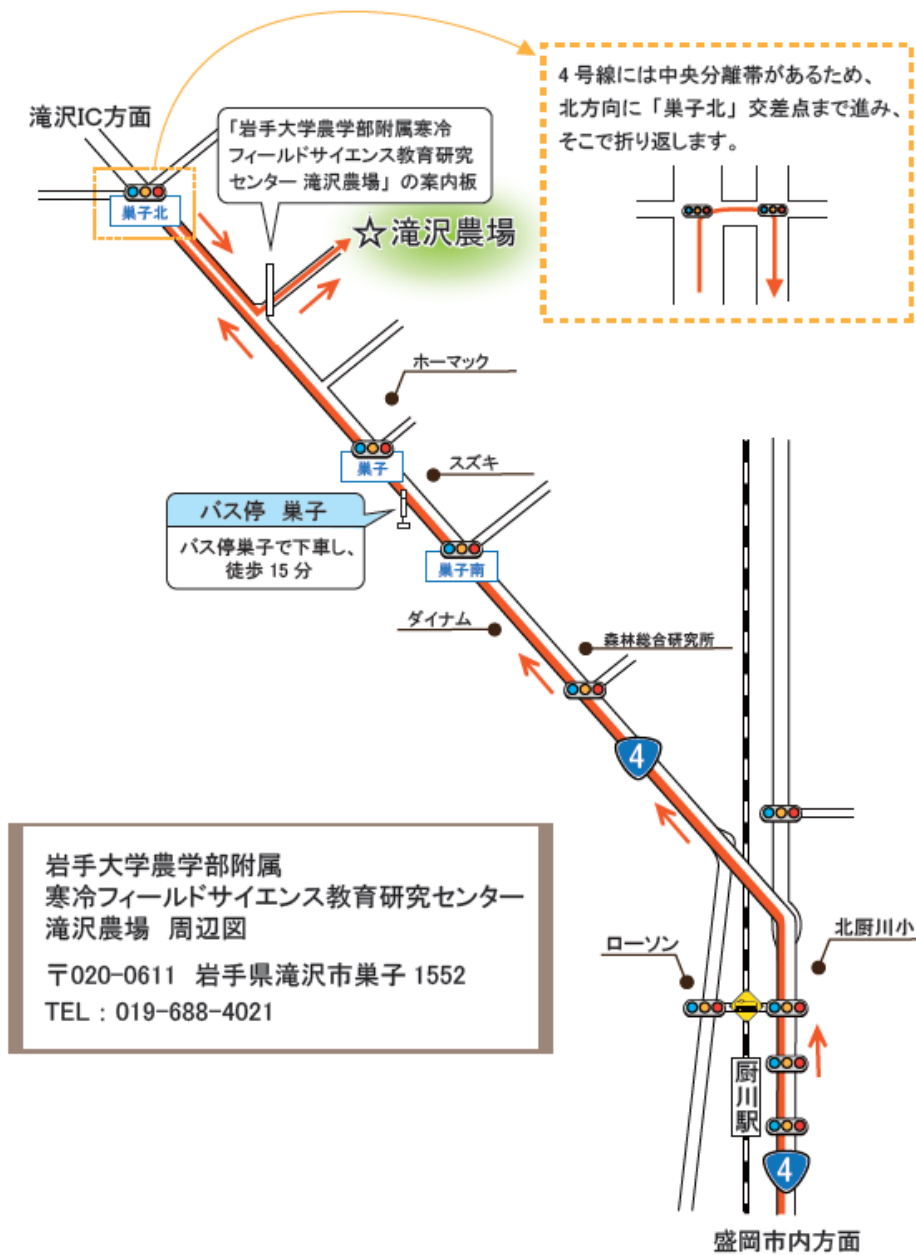 4号線には中央分離帯があるため、
北方向に「巣子北」交差点まで進み、
そこで折り返します。
滝沢IC方面
「岩手大学農学部附属寒冷
フィールドサイエンス教育研究
センター 滝沢農場」の案内板
巣子北
☆滝沢農場
ホーマック
巣子
スズキ
バス停 巣子
バス停巣子で下車し、
徒歩 15 分
巣子南
ダイナム
森林総合研究所
4
岩手大学農学部附属
寒冷フィールドサイエンス教育研究センター
滝沢農場 周辺図
〒020-0611 岩手県滝沢市巣子 1552
TEL : 019-688-4021
ローソン
北厨川小
厨川駅
4
盛岡市内方面